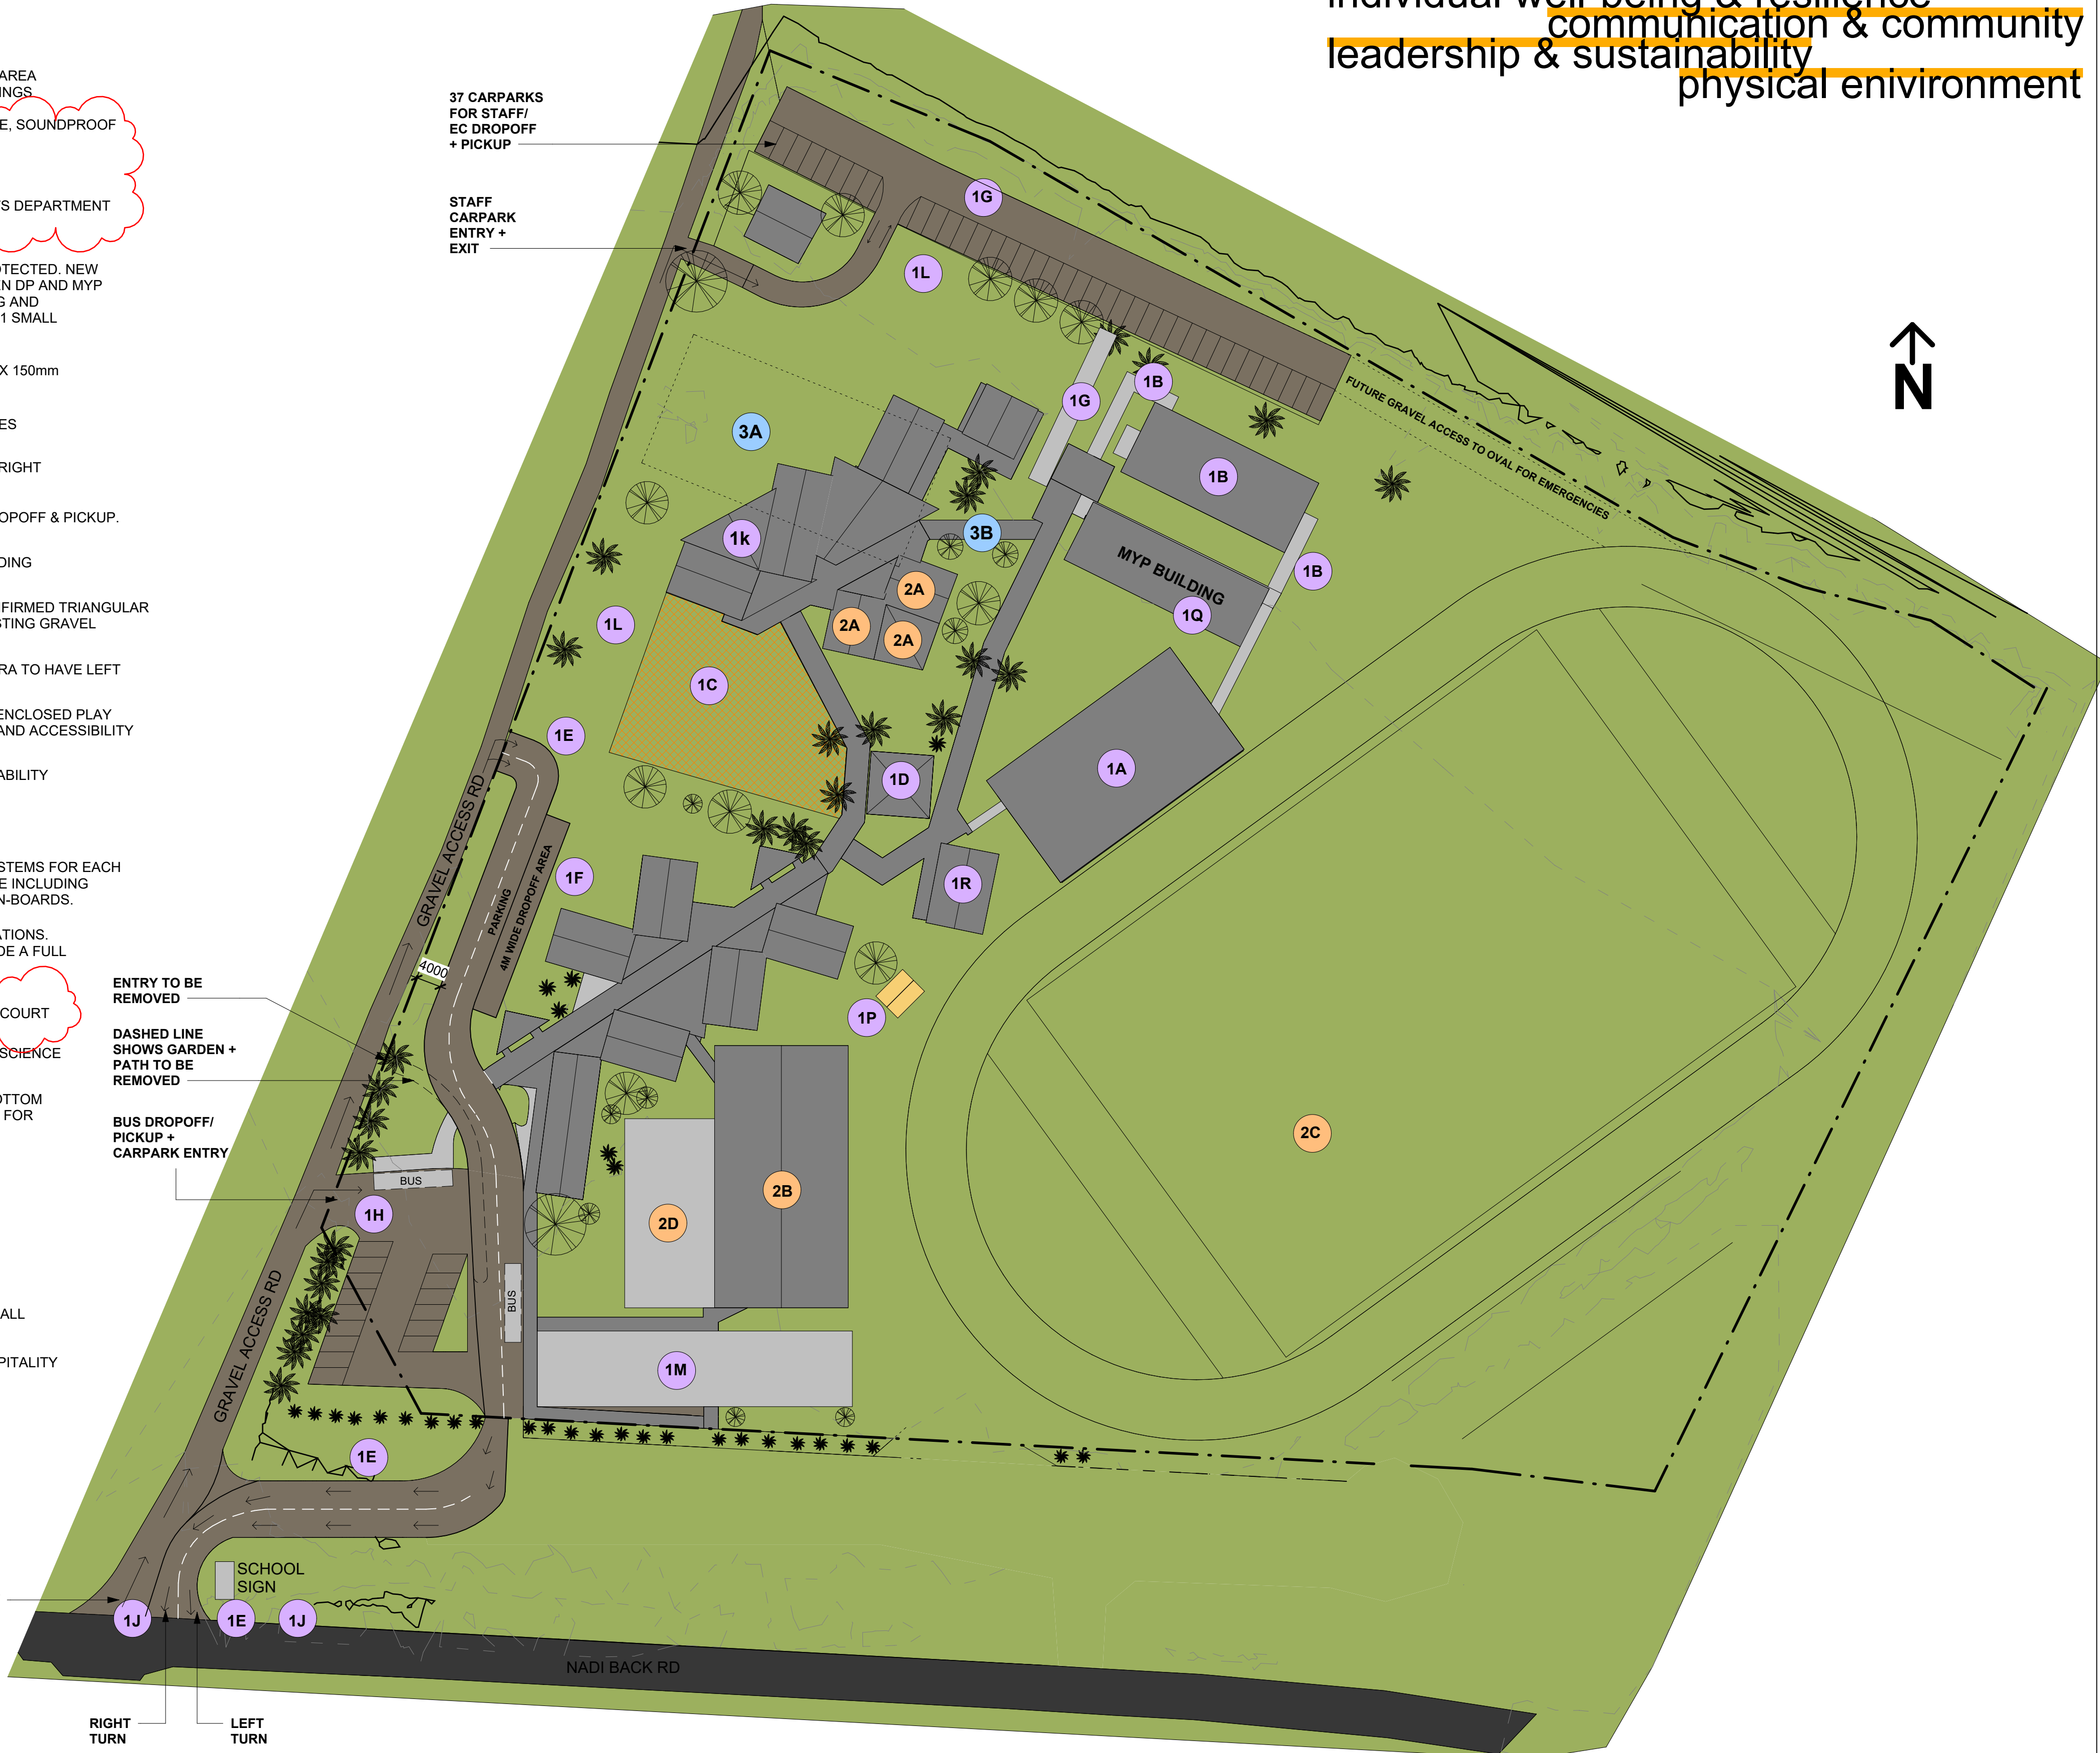 communication & community
leadership & sustainability
physical enivironment
AREA
E, SOUNDPROOF
'S DEPARTMENT
OTECTED. NEW
EN DP AND MYP
G AND
1 SMALL
X 150mm
ES
RIGHT
OPOFF & PICKUP.
DING
FIRMED TRIANGULAR
STING GRAVEL
RA TO HAVE LEFT
ENCLOSED PLAY
AND ACCESSIBILITY
ABILITY
STEMS FOR EACH
E INCLUDING
N-BOARDS.
ATIONS.
DE A FULL
COURT
SCIENCE
OTTOM
FOR
ALL
PITALITY
37 CARPARKS
FOR STAFF/
EC DROPOFF
+ PICKUP
STAFF
CARPARK
ENTRY +
EXIT
ENTRY TO BE
REMOVED
DASHED LINE
SHOWS GARDEN +
PATH TO BE
REMOVED
BUS DROPOFF/
PICKUP +
CARPARK ENTRY
N
1G
1L
1B
1G
3A
1B
FUTURE GRAVEL ACCESS TO OVAL FOR EMERGENCIES
1k
3B
MYP BUILDING
1B
2A
2A
2A
1Q
1L
1C
1E
1D
1A
GRAVEL ACCESS RD
PARKING
4M WIDE DROPOFF AREA
1F
1R
4000
1P
2C
BUS
1H
2D
2B
BUS
GRAVEL ACCESS RD
1M
1E
SCHOOL
SIGN
1J
1E
1J
NADI BACK RD
RIGHT
TURN
LEFT
TURN